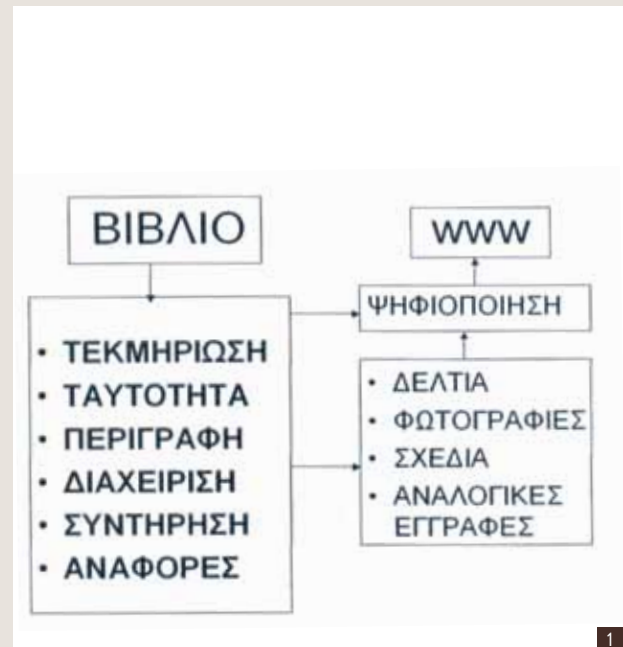 ΒΙΒΛΙΟ
• ΤΕΚΜΗΡΙΩΣΗ
• ΤΑΥΤΟΤΗΤΑ
• ΠΕΡΙΓΡΑΦΗ
• ΔΙΑΧΕΙΡΙΣΗ
• ΣΥΝΤΗΡΗΣΗ
• ΑΝΑΦΟΡΕΣ
WWW
ΨΗΦΙΟΠΟΙΗΣΗ
• ΔΕΛΤΙΑ
• ΦΩΤΟΓΡΑΦΙΕΣ
• ΣΧΕΔΙΑ
• ΑΝΑΛΟΓΙΚΕΣ
ΕΓΓΡΑΦΕΣ
1